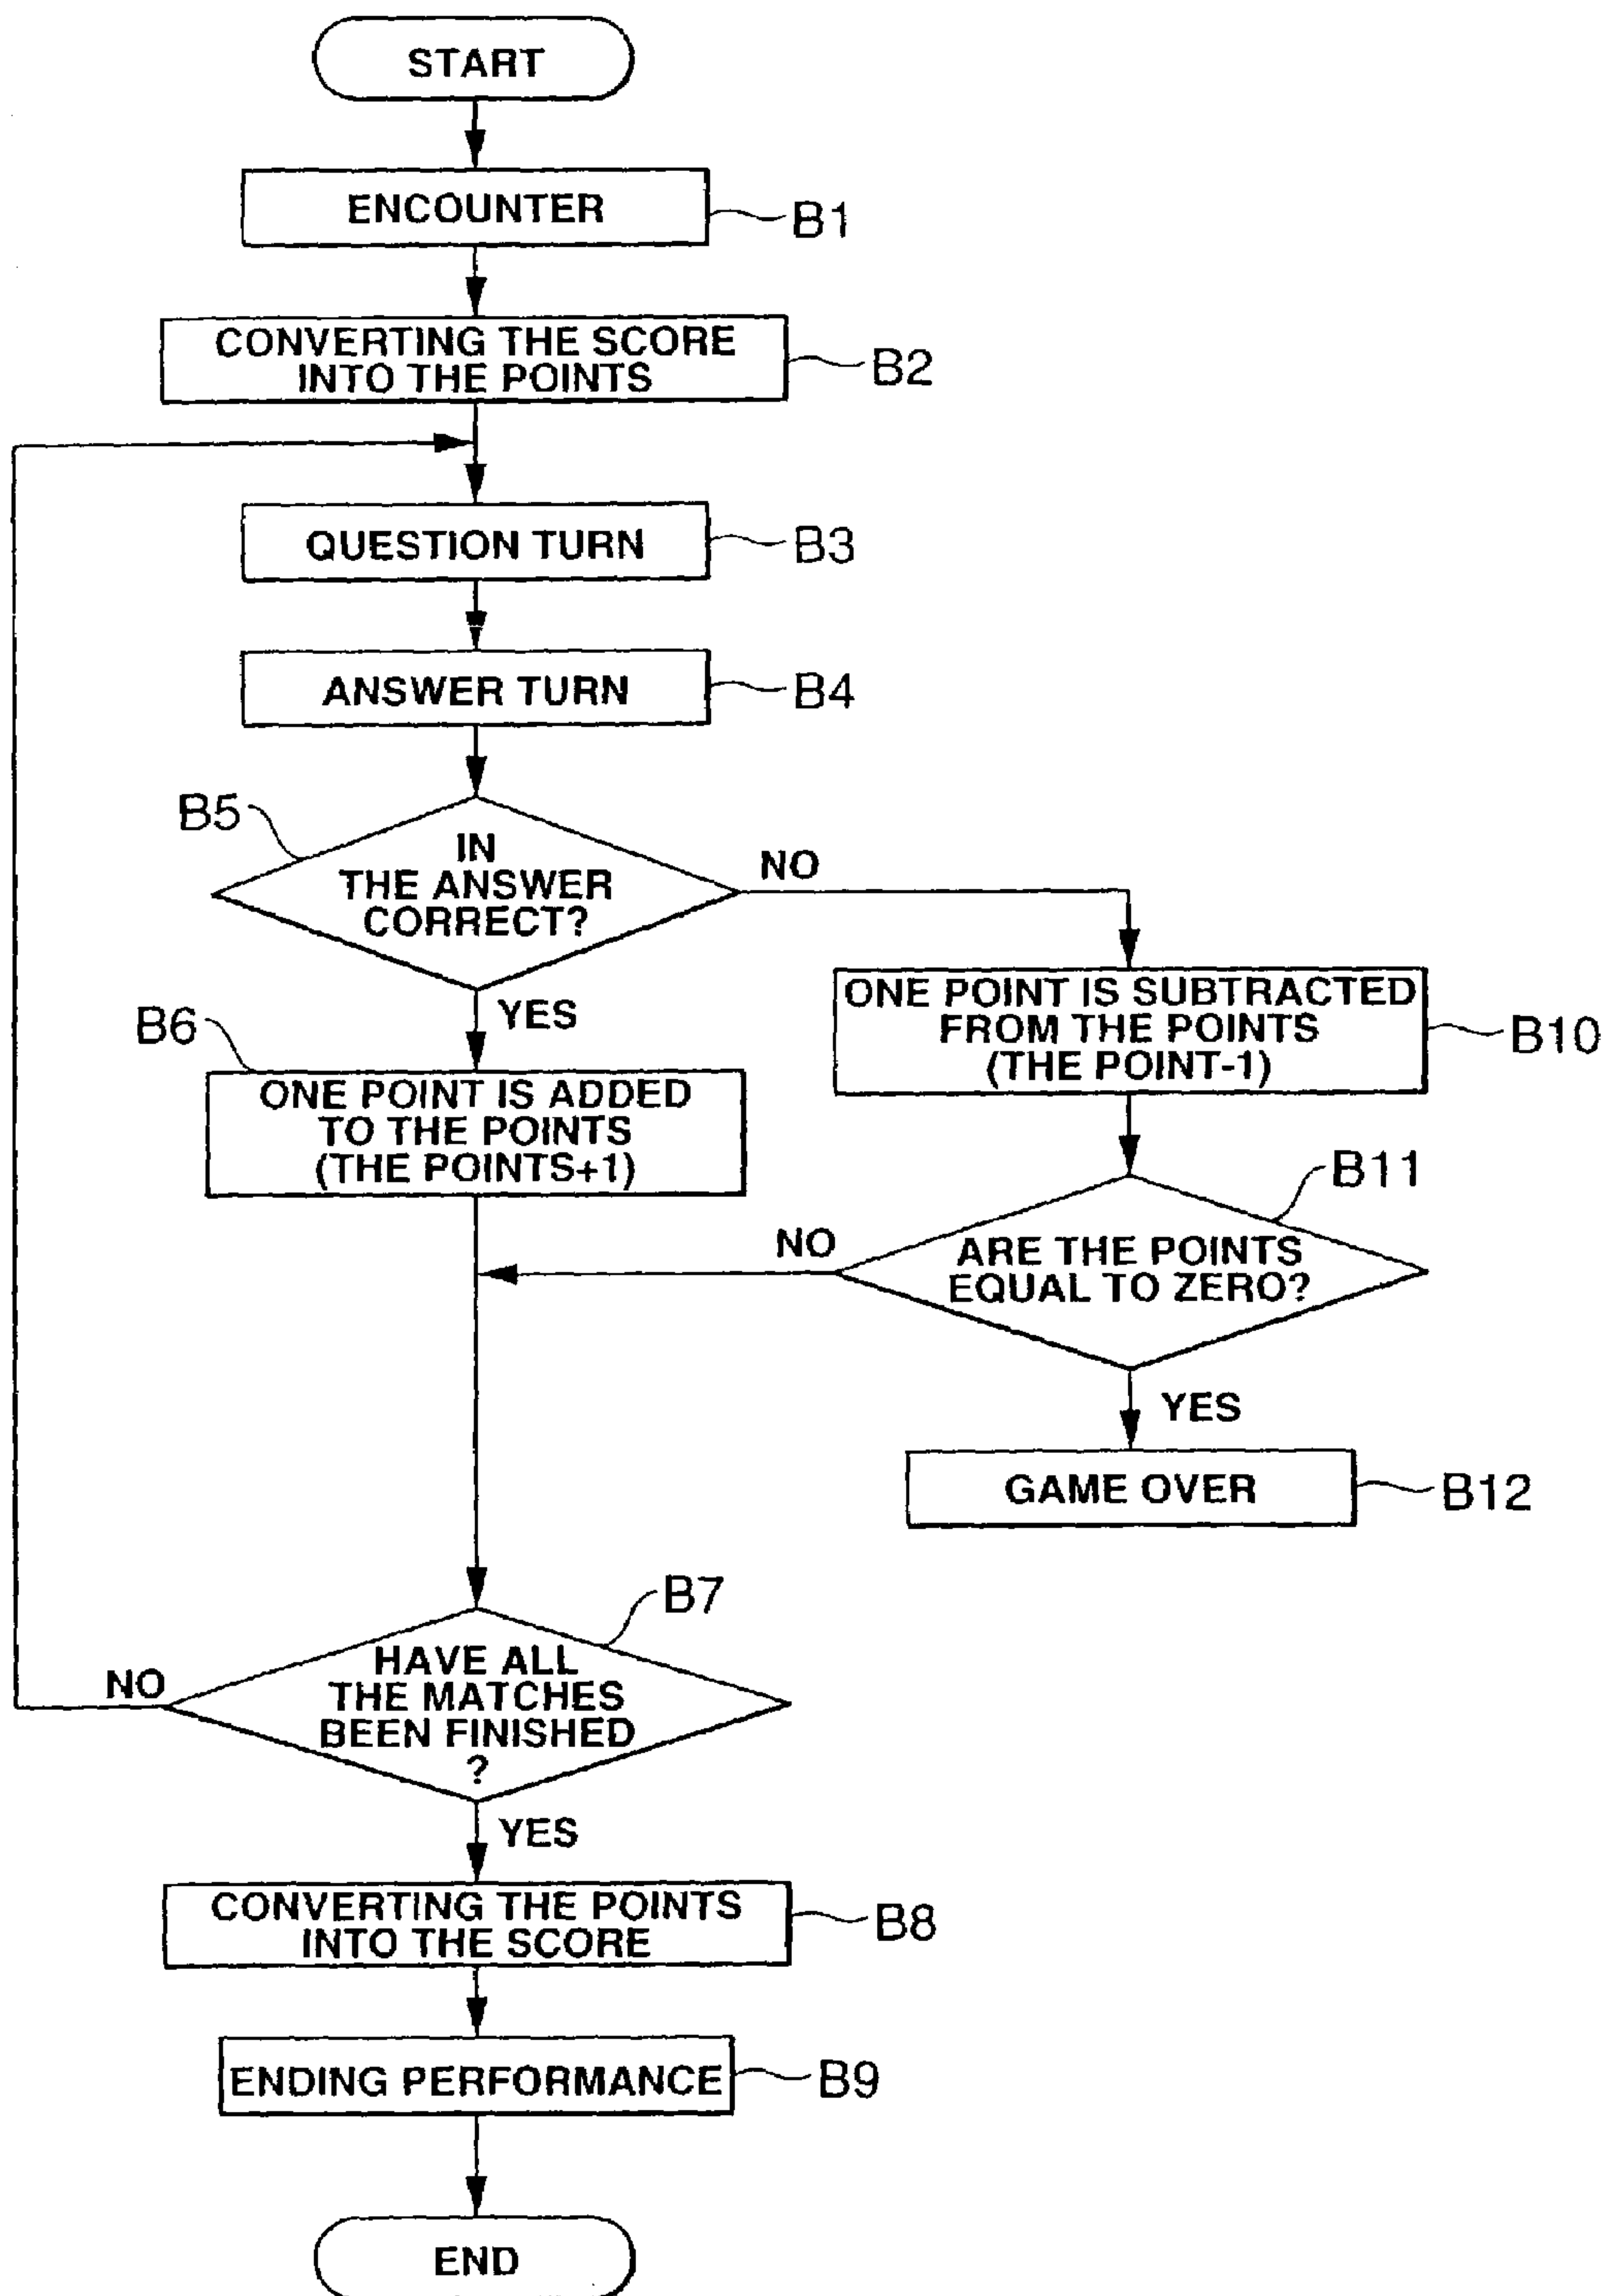 START
ENCOUNTER
B1
CONVERTING THE SCORE
INTO THE POINTS
B2
QUESTION TURN
B3
ANSWER TURN
B4
B5
IN
THE ANSWER
CORRECT?
NO
YES
B6
ONE POINT IS ADDED
TO THE POINTS
(THE POINTS+1)
ONE POINT IS SUBTRACTED
FROM THE POINTS
(THE POINT-1)
B10
B11
ARE THE POINTS
EQUAL TO ZERO?
NO
YES
GAME OVER
B12
B7
HAVE ALL
THE MATCHES
BEEN FINISHED
?
NO
YES
CONVERTING THE POINTS
INTO THE SCORE
B8
ENDING PERFORMANCE
B9
END